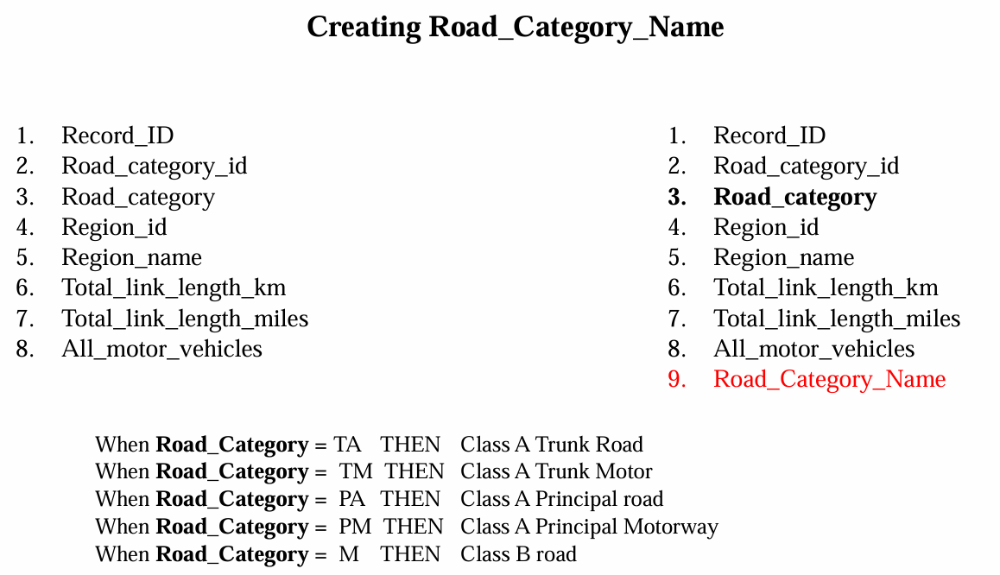 Creating Road_Category_Name
1. Record_ID
2. Road_category_id
3. Road_category
4. Region_id
5. Region_name
6. Total_link_length_km
7. Total_link_length_miles
8. All_motor_vehicles
1. Record_ID
2. Road_category_id
3. Road_category
4. Region_id
5. Region_name
6. Total_link_length_km
7. Total_link_length_miles
8. All_motor_vehicles
9. Road_Category_Name
When Road_Category = TA THEN Class A Trunk Road
When Road_Category = TM THEN Class A Trunk Motor
When Road_Category = PA THEN Class A Principal road
When Road_Category = PM THEN Class A Principal Motorway
When Road_Category = M THEN Class B road